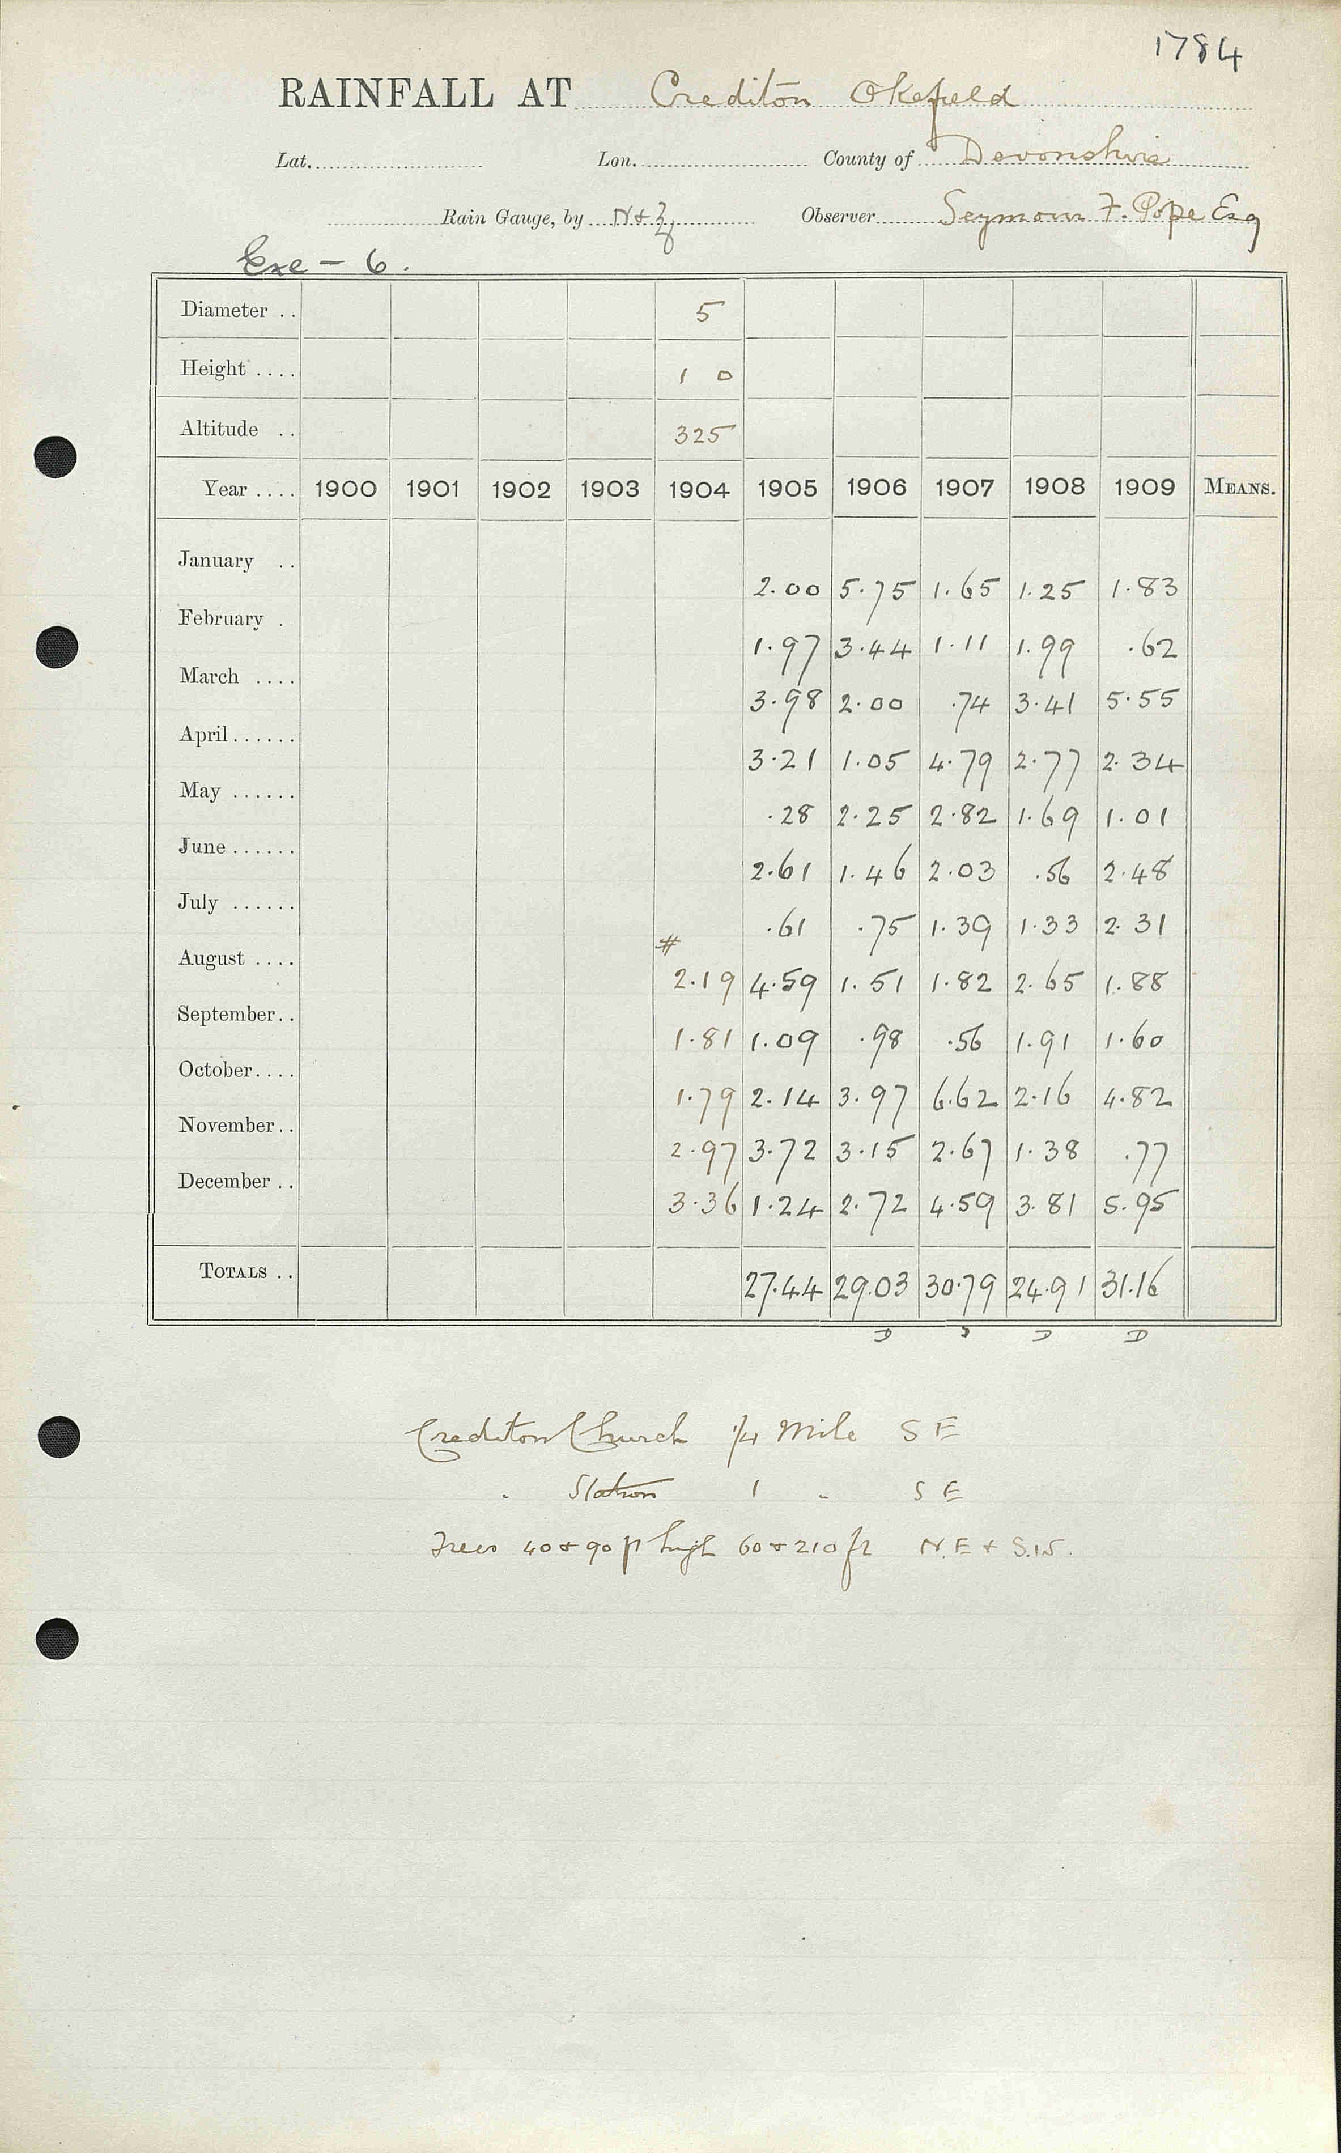 1784
RAINFALL AT Crediton Okefield
Lat. Lon. County of Devonshire
Rain Gauge, by N & Z Observer Seymour F. Pope Esq
Exe - 6.
Diameter .. 5
Height .... 1 0
Altitude .. 325
Year .... 1900 1901 1902 1903 1904 1905 1906 1907 1908 1909 MEANS.
January .. 2.00 5.75 1.65 1.25 1.83
February . 1.97 3.44 1.11 1.99 .62
March .... 3.98 2.00 .74 3.41 5.55
April...... 3.21 1.05 4.79 2.77 2.34
May ...... .28 2.25 2.82 1.69 1.01
June...... 2.61 1.46 2.03 .56 2.48
July ...... .61 .75 1.39 1.33 2.31
#
August .... 2.19 4.59 1.51 1.82 2.65 1.88
September.. 1.81 1.09 .98 .56 1.91 1.60
October.... 1.79 2.14 3.97 6.62 2.16 4.82
November.. 2.97 3.72 3.15 2.67 1.38 .77
December .. 3.36 1.24 2.72 4.59 3.81 5.95
TOTALS .. 27.44 29.03 30.79 24.91 31.16
D D D
Crediton Church 1/4 Mile S E
" Station 1 " S E
Trees 40 & 90 ft high 60 & 210 ft N.E & S.W.